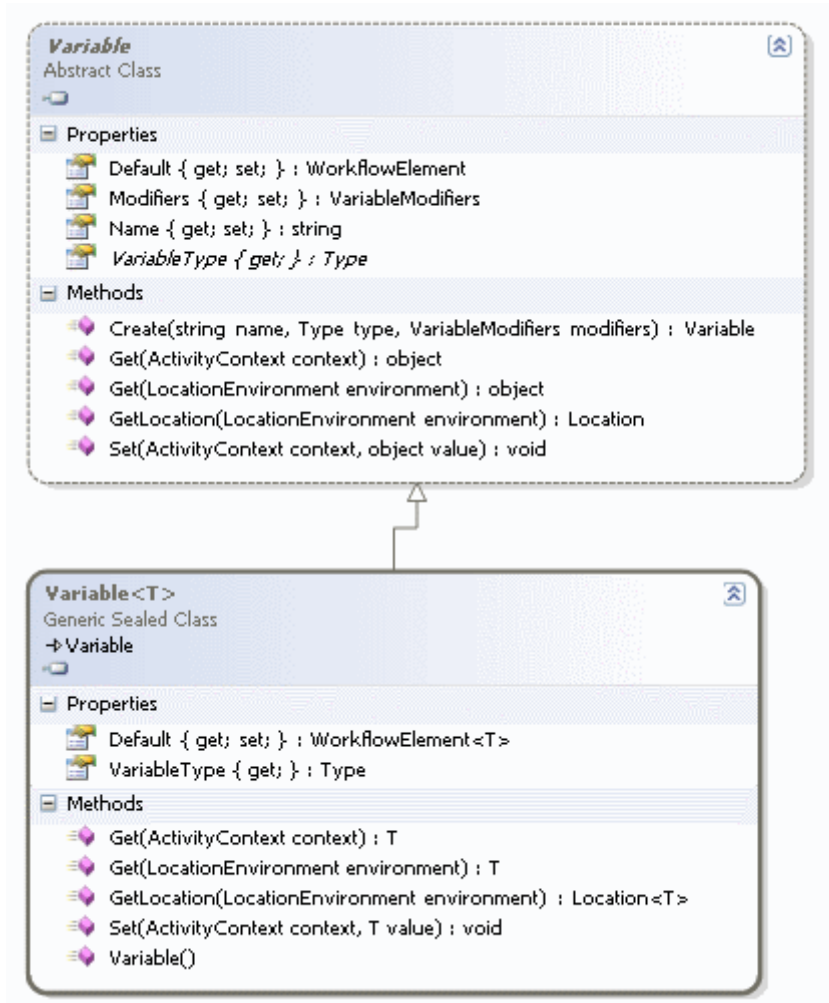 Variable
Abstract Class
Properties
Default { get; set; } : WorkflowElement
Modifiers { get; set; } : VariableModifiers
Name { get; set; } : string
VariableType { get; } : Type
Methods
Create(string name, Type type, VariableModifiers modifiers) : Variable
Get(ActivityContext context) : object
Get(LocationEnvironment environment) : object
GetLocation(LocationEnvironment environment) : Location
Set(ActivityContext context, object value) : void
Variable<T>
Generic Sealed Class
Variable
Properties
Default { get; set; } : WorkflowElement<T>
VariableType { get; } : Type
Methods
Get(ActivityContext context) : T
Get(LocationEnvironment environment) : T
GetLocation(LocationEnvironment environment) : Location<T>
Set(ActivityContext context, T value) : void
Variable()